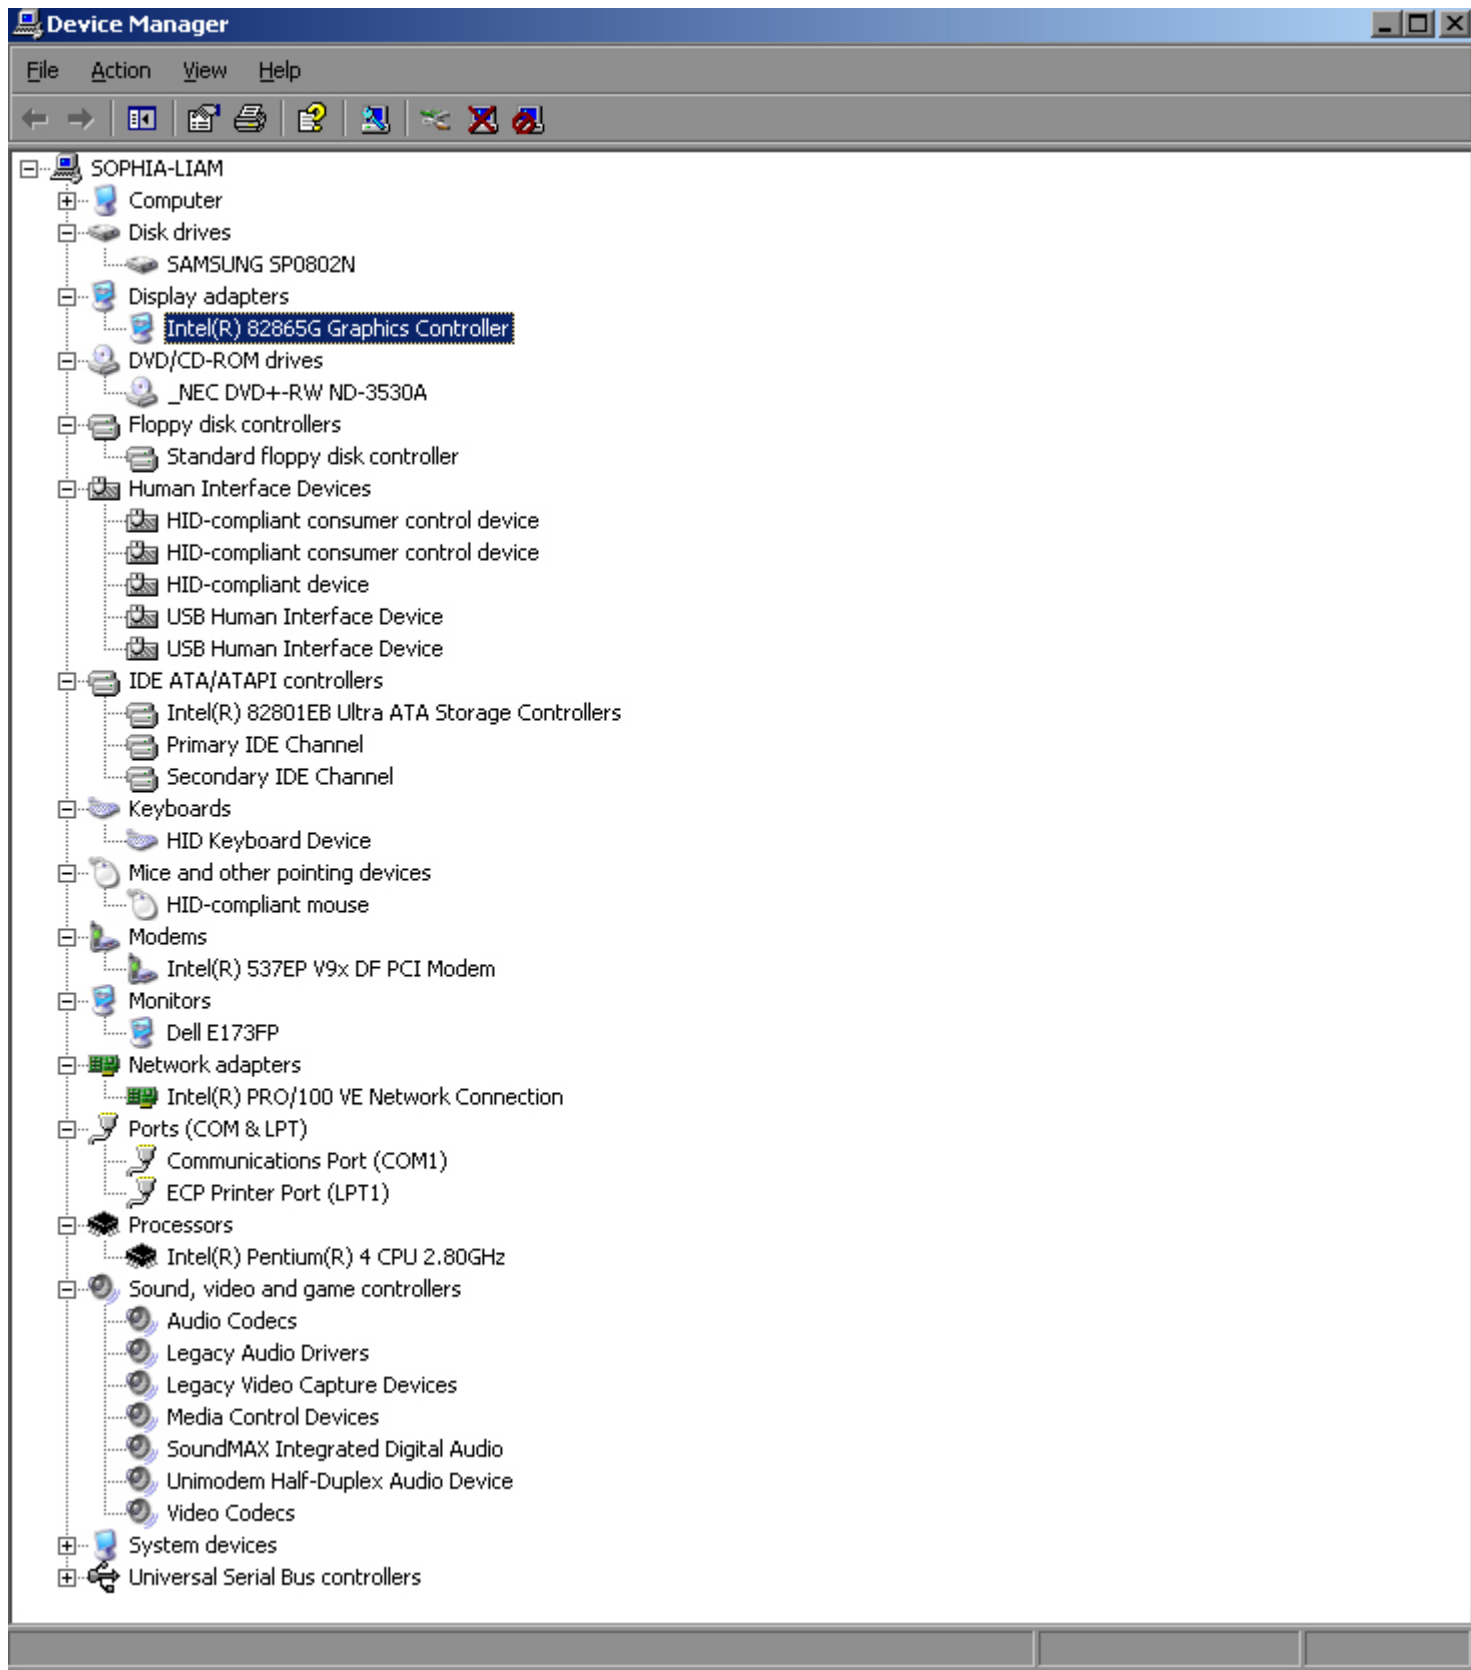 Device Manager
File Action View Help
SOPHIA-LIAM
Computer
Disk drives
SAMSUNG SP0802N
Display adapters
Intel(R) 82865G Graphics Controller
DVD/CD-ROM drives
_NEC DVD+-RW ND-3530A
Floppy disk controllers
Standard floppy disk controller
Human Interface Devices
HID-compliant consumer control device
HID-compliant consumer control device
HID-compliant device
USB Human Interface Device
USB Human Interface Device
IDE ATA/ATAPI controllers
Intel(R) 82801EB Ultra ATA Storage Controllers
Primary IDE Channel
Secondary IDE Channel
Keyboards
HID Keyboard Device
Mice and other pointing devices
HID-compliant mouse
Modems
Intel(R) 537EP V9x DF PCI Modem
Monitors
Dell E173FP
Network adapters
Intel(R) PRO/100 VE Network Connection
Ports (COM & LPT)
Communications Port (COM1)
ECP Printer Port (LPT1)
Processors
Intel(R) Pentium(R) 4 CPU 2.80GHz
Sound, video and game controllers
Audio Codecs
Legacy Audio Drivers
Legacy Video Capture Devices
Media Control Devices
SoundMAX Integrated Digital Audio
Unimodem Half-Duplex Audio Device
Video Codecs
System devices
Universal Serial Bus controllers